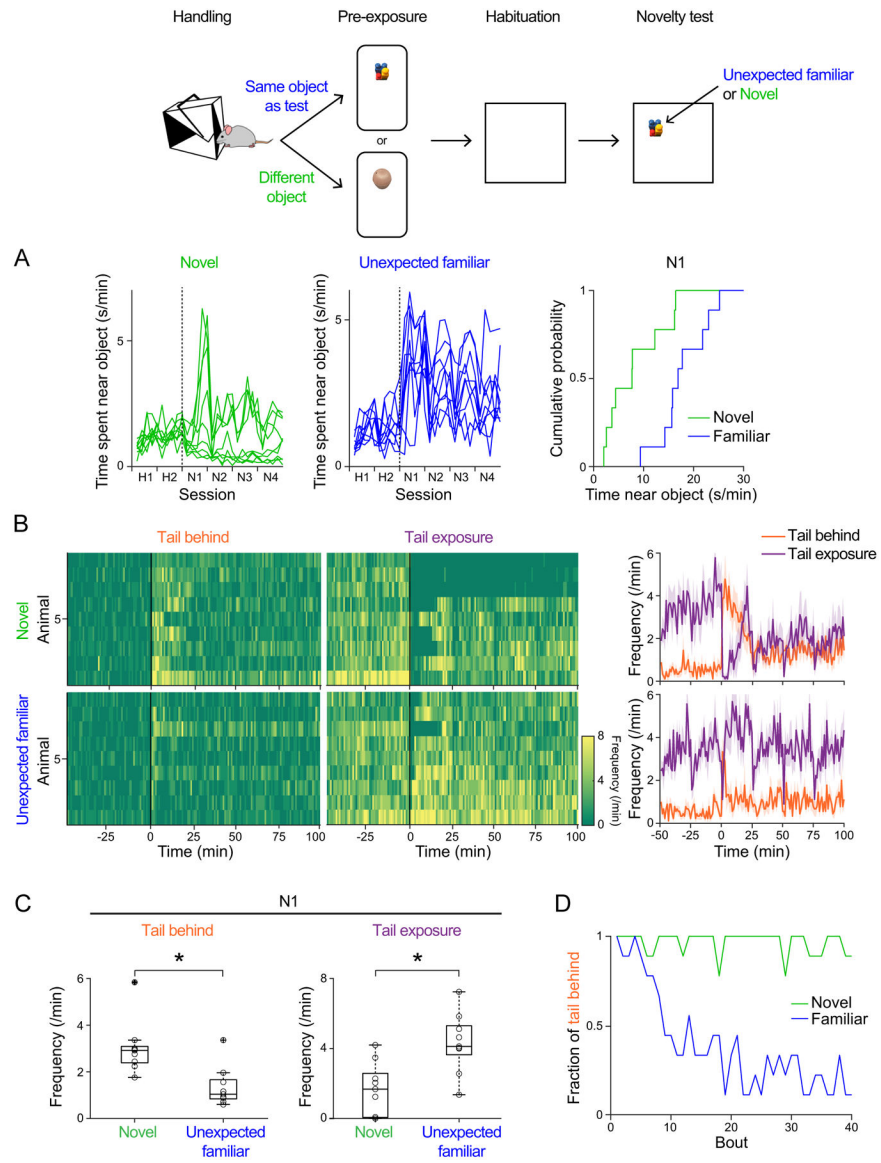 Handling
Pre-exposure
Habituation
Novelty test
Same object
as test
or
Different
object
Unexpected familiar
or Novel
A
Novel
Time spent near object (s/min)
5
0
H1 H2 N1 N2 N3 N4
Session
Unexpected familiar
Time spent near object (s/min)
5
0
H1 H2 N1 N2 N3 N4
Session
N1
Cumulative probability
1
0.5
0
Novel
Familiar
0 10 20 30
Time near object (s/min)
B
Tail behind
Tail exposure
Novel
Animal
5
Unexpected familiar
Animal
5
-25 0 25 50 75 100
Time (min)
-25 0 25 50 75 100
Time (min)
8
0
Frequency (/min)
Tail behind
Tail exposure
Frequency (/min)
6
4
2
0
Frequency (/min)
6
4
2
0
-50 -25 0 25 50 75 100
Time (min)
C
N1
Tail behind
*
Frequency (/min)
6
4
2
0
Novel
Unexpected
familiar
Tail exposure
*
Frequency (/min)
8
4
0
Novel
Unexpected
familiar
D
Fraction of tail behind
1
0.5
0
Novel
Familiar
0 10 20 30 40
Bout